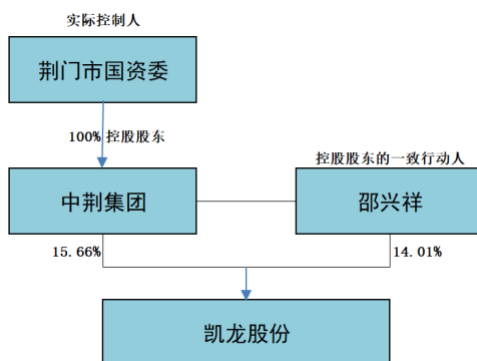 实际控制人
荆门市国资委
100% 控股股东
控股股东的一致行动人
中荆集团
邵兴祥
15.66%
14.01%
凯龙股份